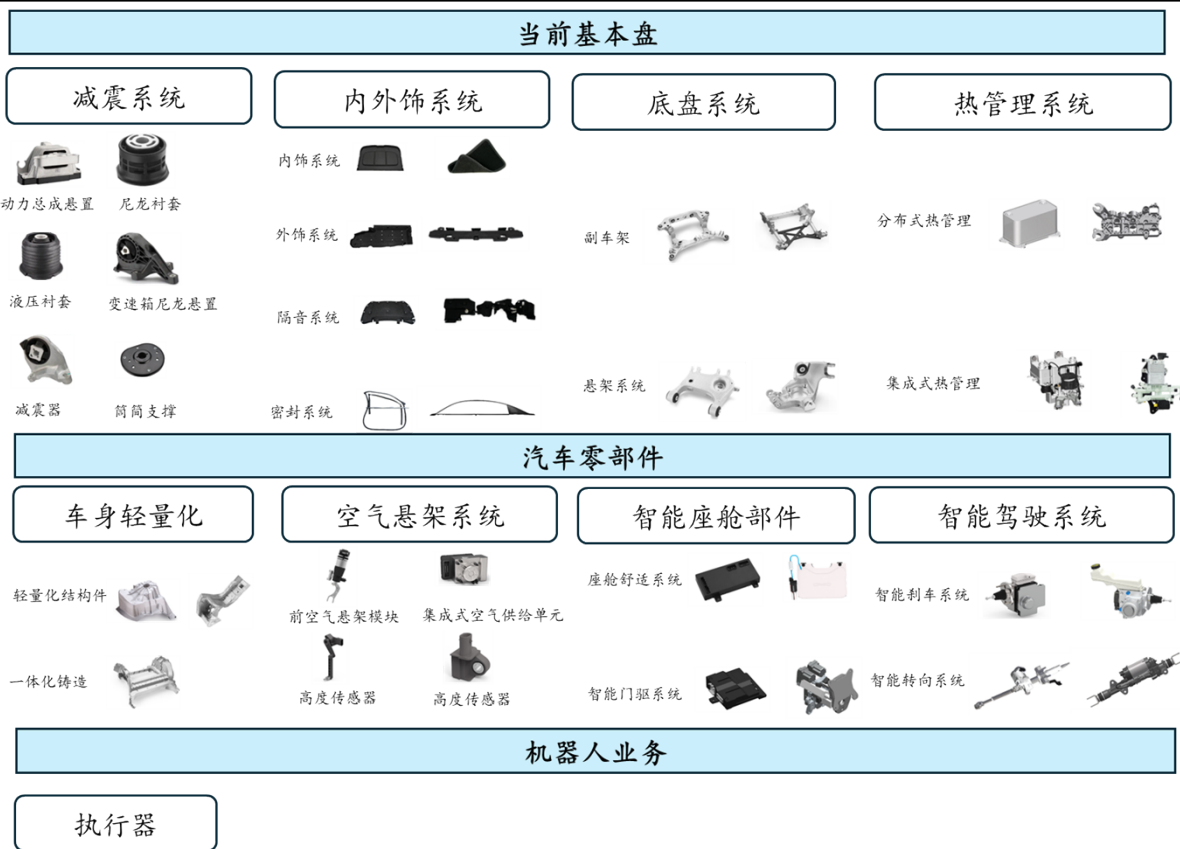 当前基本盘
减震系统
内外饰系统
底盘系统
热管理系统
内饰系统
动力总成悬置
尼龙衬套
外饰系统
副车架
分布式热管理
液压衬套
变速箱尼龙悬置
隔音系统
悬架系统
集成式热管理
减震器
筒简支撑
密封系统
汽车零部件
车身轻量化
空气悬架系统
智能座舱部件
智能驾驶系统
轻量化结构件
前空气悬架模块
集成式空气供给单元
座舱舒适系统
智能刹车系统
一体化铸造
高度传感器
高度传感器
智能门驱系统
智能转向系统
机器人业务
执行器